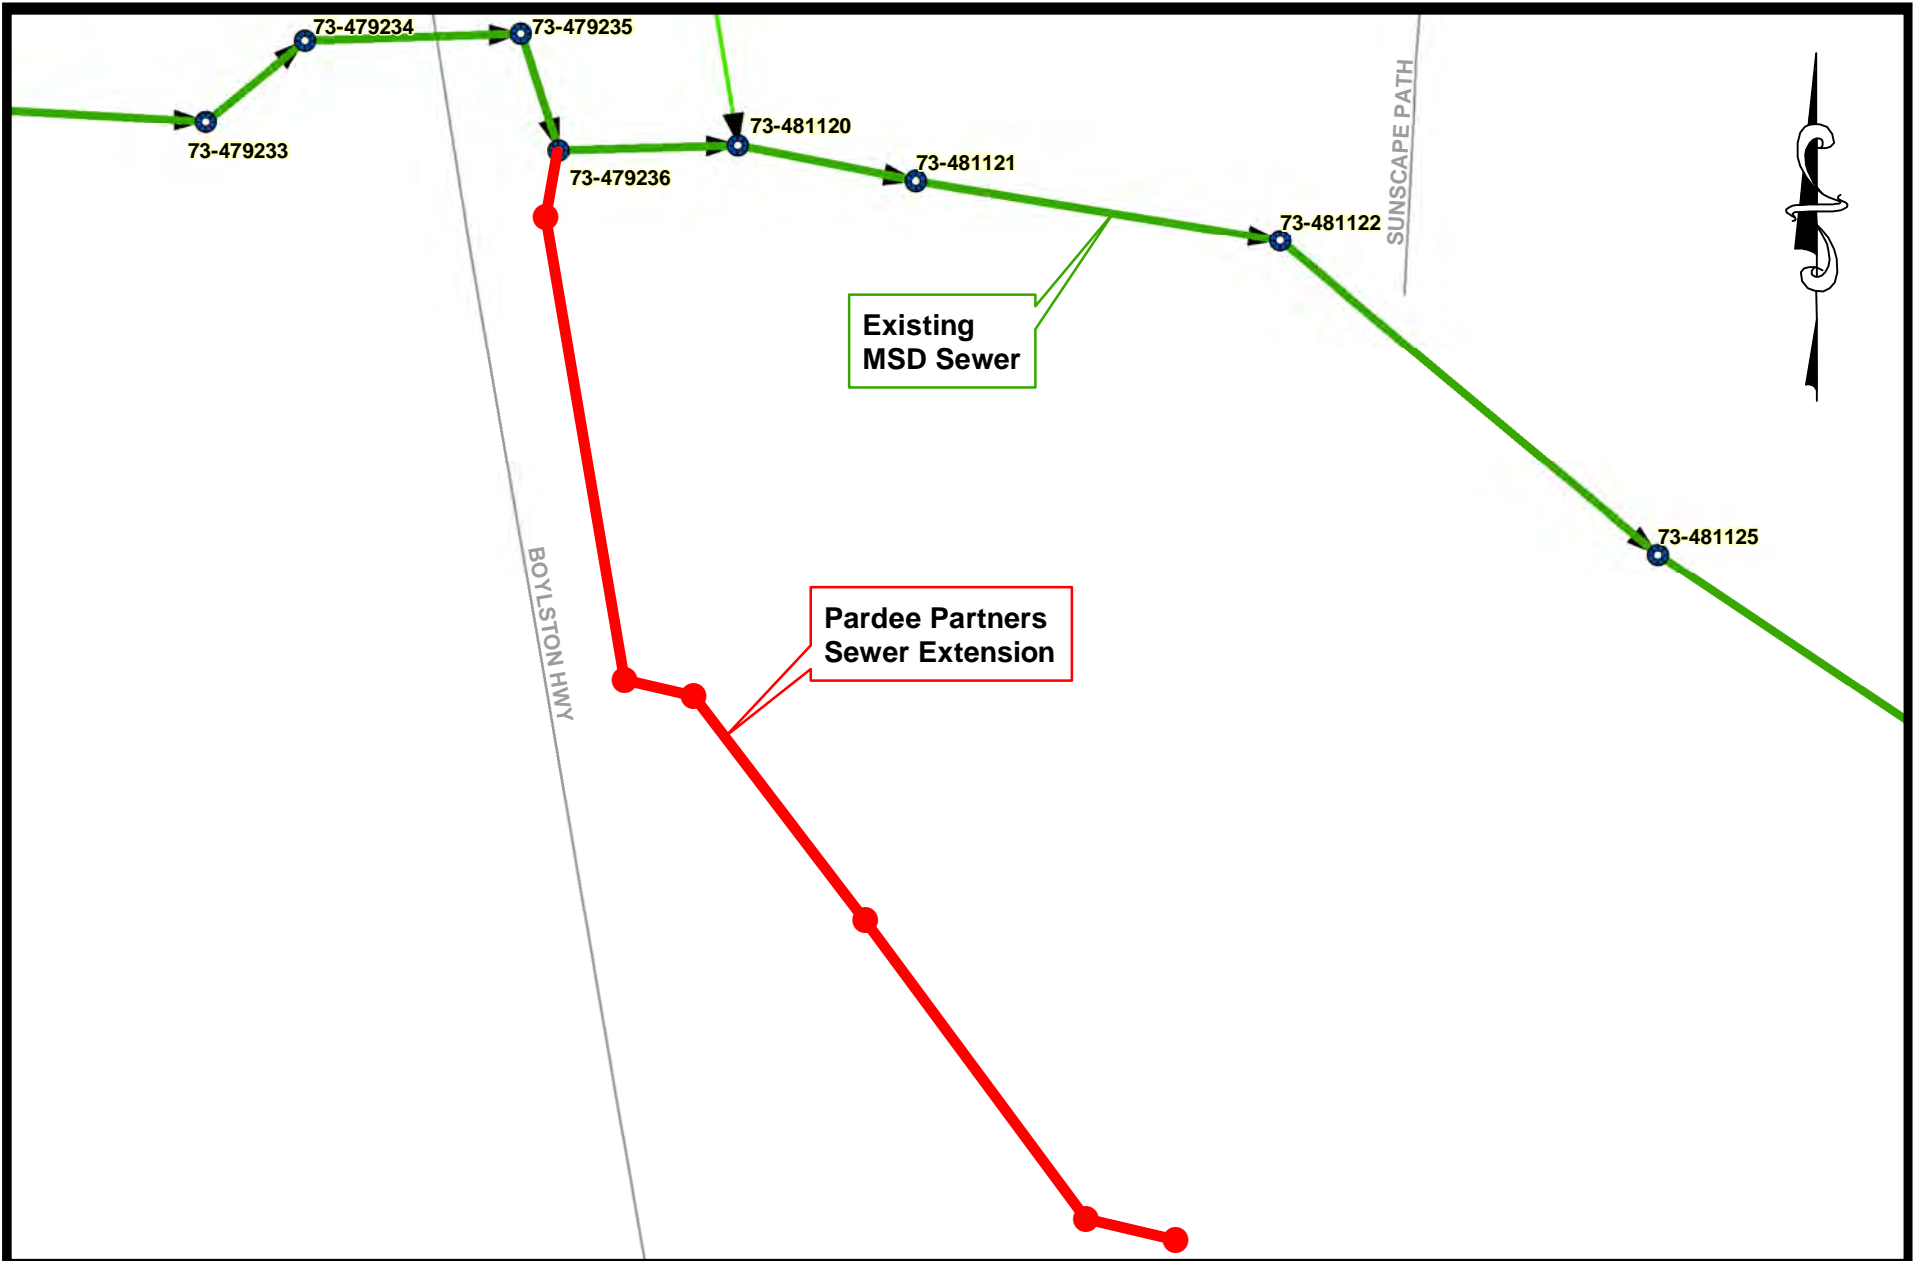 73-479234
73-479235
73-479233
73-481120
73-479236
73-481121
73-481122
SUNSCAPE PATH
Existing
MSD Sewer
73-481125
BOYLSTON HWY
Pardee Partners
Sewer Extension